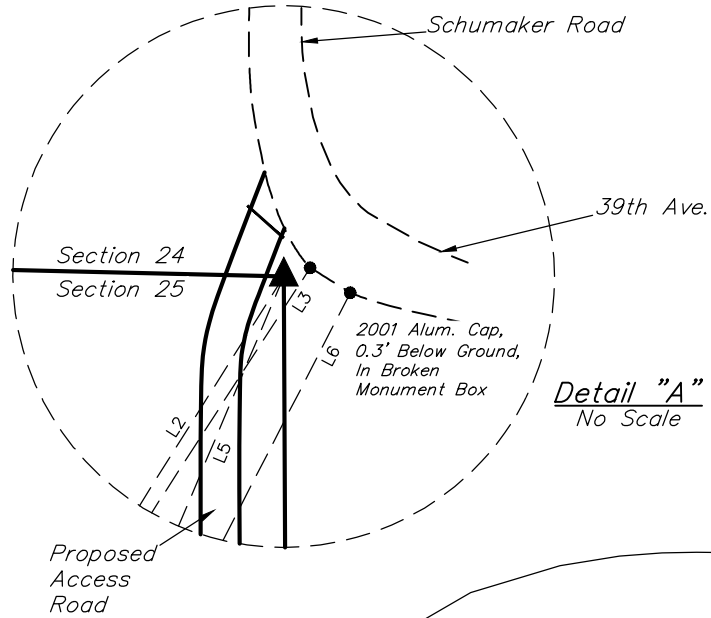 Schumaker Road
39th Ave.
Section 24
Section 25
L3
L6
2001 Alum. Cap,
0.3' Below Ground,
In Broken
Monument Box
Detail "A"
No Scale
L2
L5
Proposed
Access
Road